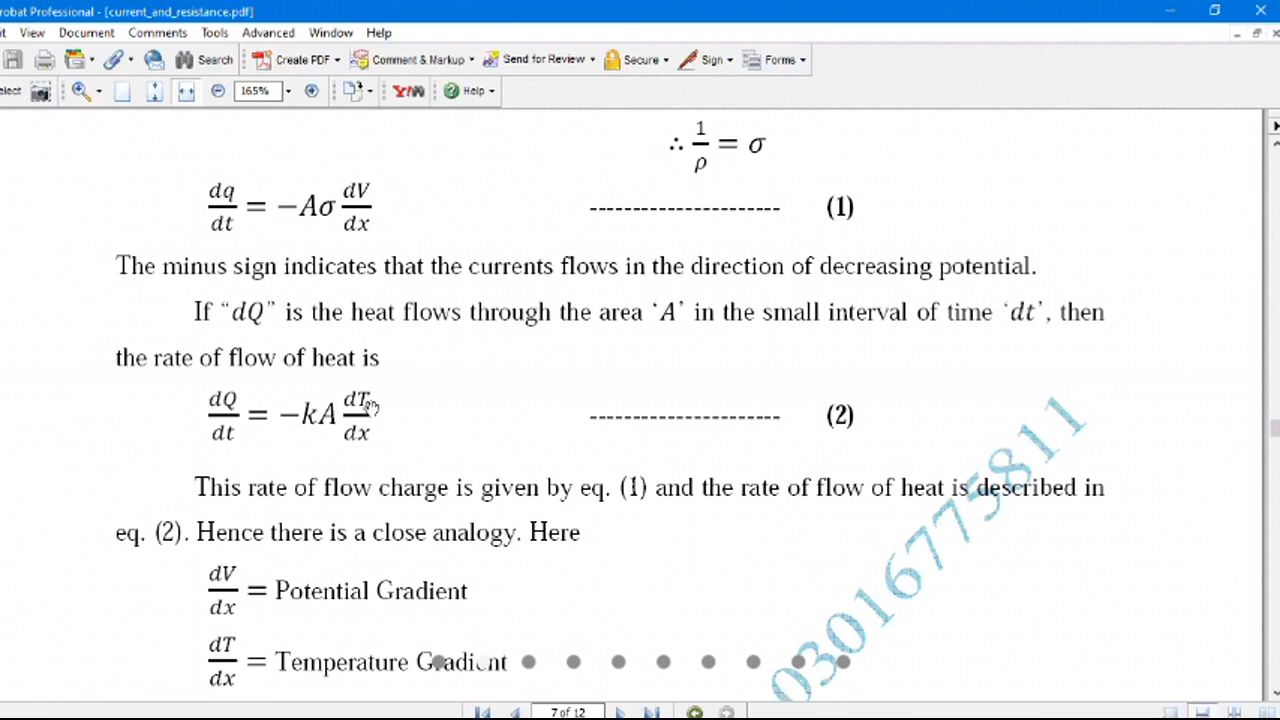 crobat Professional - [current_and_resistance.pdf]
it View Document Comments Tools Advanced Window Help
Search Create PDF Comment & Markup Send for Review Secure Sign Forms
elect 165% Y! Help
∴ 1/ρ = σ
dq/dt = −Aσ dV/dx --------------------- (1)
The minus sign indicates that the currents flows in the direction of decreasing potential.
If “dQ” is the heat flows through the area ‘A’ in the small interval of time ‘dt’, then
the rate of flow of heat is
dQ/dt = −kA dT/dx --------------------- (2)
This rate of flow charge is given by eq. (1) and the rate of flow of heat is described in
eq. (2). Hence there is a close analogy. Here
dV/dx = Potential Gradient
dT/dx = Temperature Gradient
03016775811
7 of 12